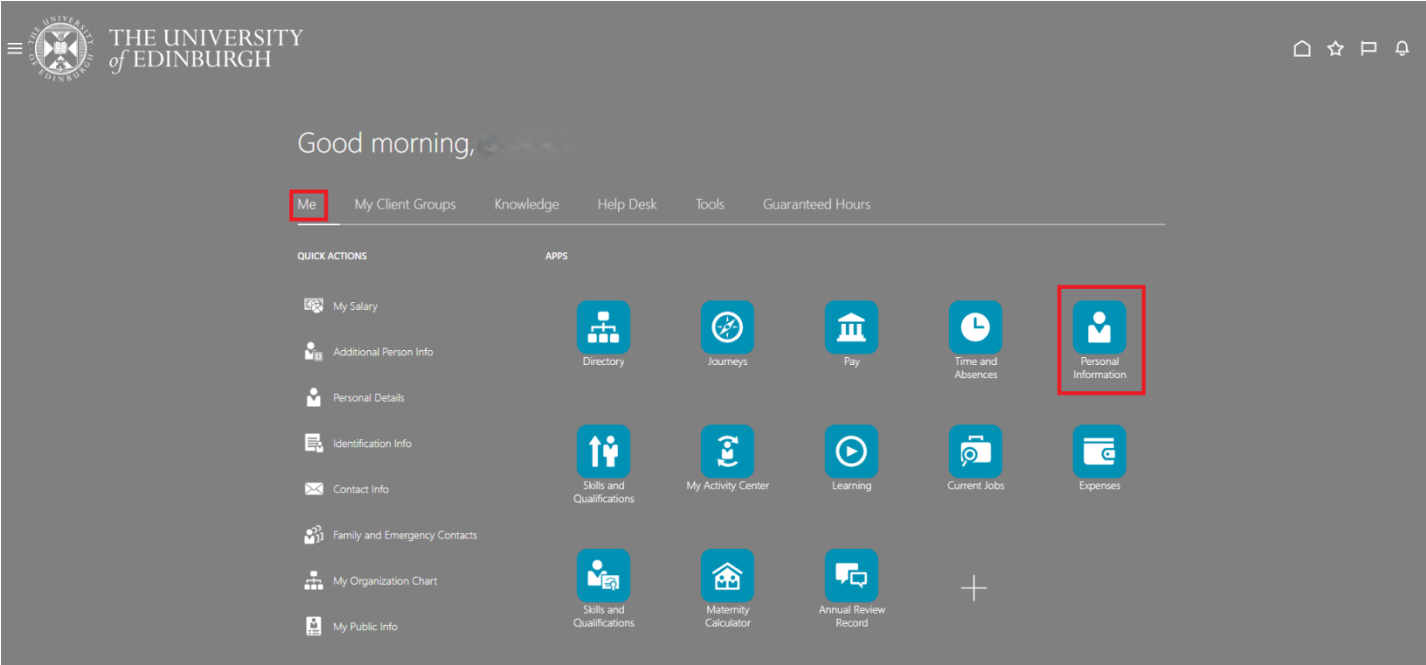 THE UNIVERSITY
of EDINBURGH
Good morning,
Me
My Client Groups
Knowledge
Help Desk
Tools
Guaranteed Hours
QUICK ACTIONS
My Salary
Additional Person Info
Personal Details
Identification Info
Contact Info
Family and Emergency Contacts
My Organization Chart
My Public Info
APPS
Directory
Journeys
Pay
Time and
Absences
Personal
Information
Skills and
Qualifications
My Activity Center
Learning
Current Jobs
Expenses
Skills and
Qualifications
Maternity
Calculator
Annual Review
Record